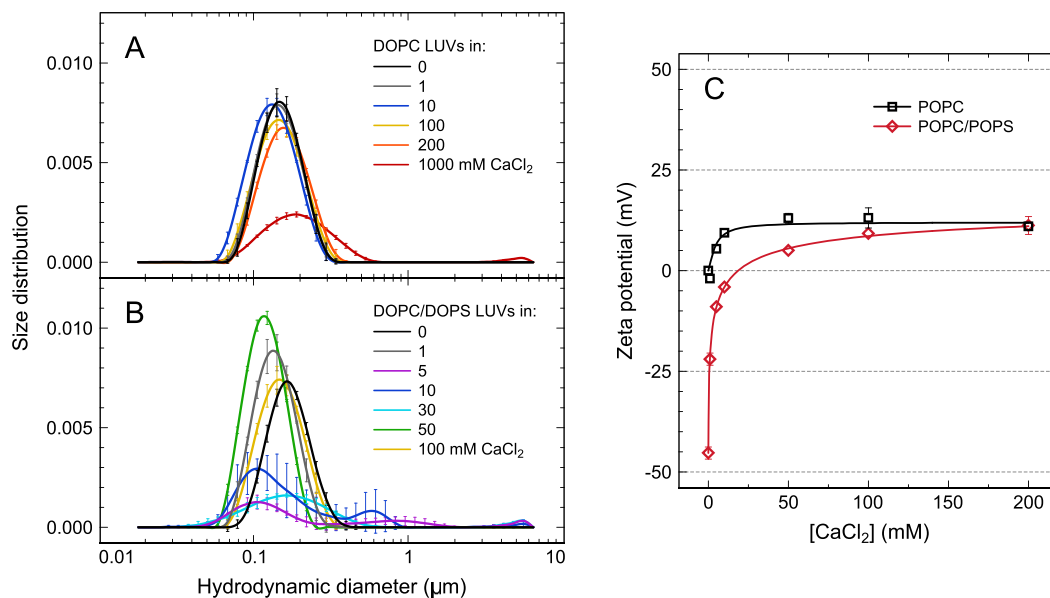 A
DOPC LUVs in:
0
1
10
100
200
1000 mM CaCl₂
0.010
0.005
0.000
Size distribution
B
DOPC/DOPS LUVs in:
0
1
5
10
30
50
100 mM CaCl₂
0.010
0.005
0.000
0.01
0.1
1
10
Hydrodynamic diameter (µm)
C
POPC
POPC/POPS
50
25
0
-25
-50
Zeta potential (mV)
0
50
100
150
200
[CaCl₂] (mM)